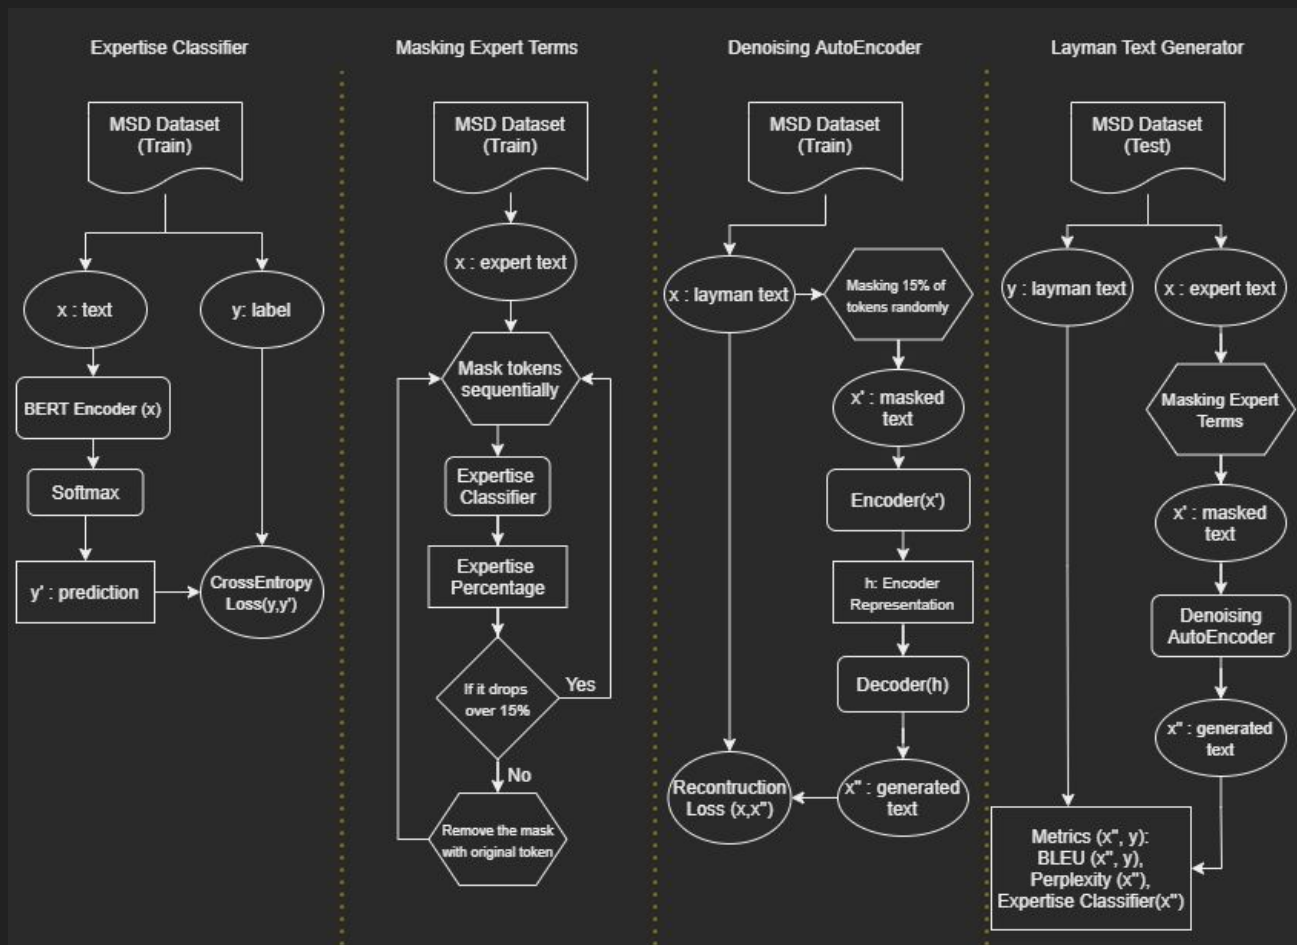 Expertise Classifier
MSD Dataset
(Train)
x : text
y: label
BERT Encoder (x)
Softmax
y' : prediction
CrossEntropy
Loss(y,y')
Masking Expert Terms
MSD Dataset
(Train)
x : expert text
Mask tokens
sequentially
Expertise
Classifier
Expertise
Percentage
If it drops
over 15%
Yes
No
Remove the mask
with original token
Denoising AutoEncoder
MSD Dataset
(Train)
x : layman text
Masking 15% of
tokens randomly
x' : masked
text
Encoder(x')
h: Encoder
Representation
Decoder(h)
x'' : generated
text
Recontruction
Loss (x,x'')
Layman Text Generator
MSD Dataset
(Test)
y : layman text
x : expert text
Masking Expert
Terms
x' : masked
text
Denoising
AutoEncoder
x'' : generated
text
Metrics (x'', y):
BLEU (x'', y),
Perplexity (x''),
Expertise Classifier(x'')